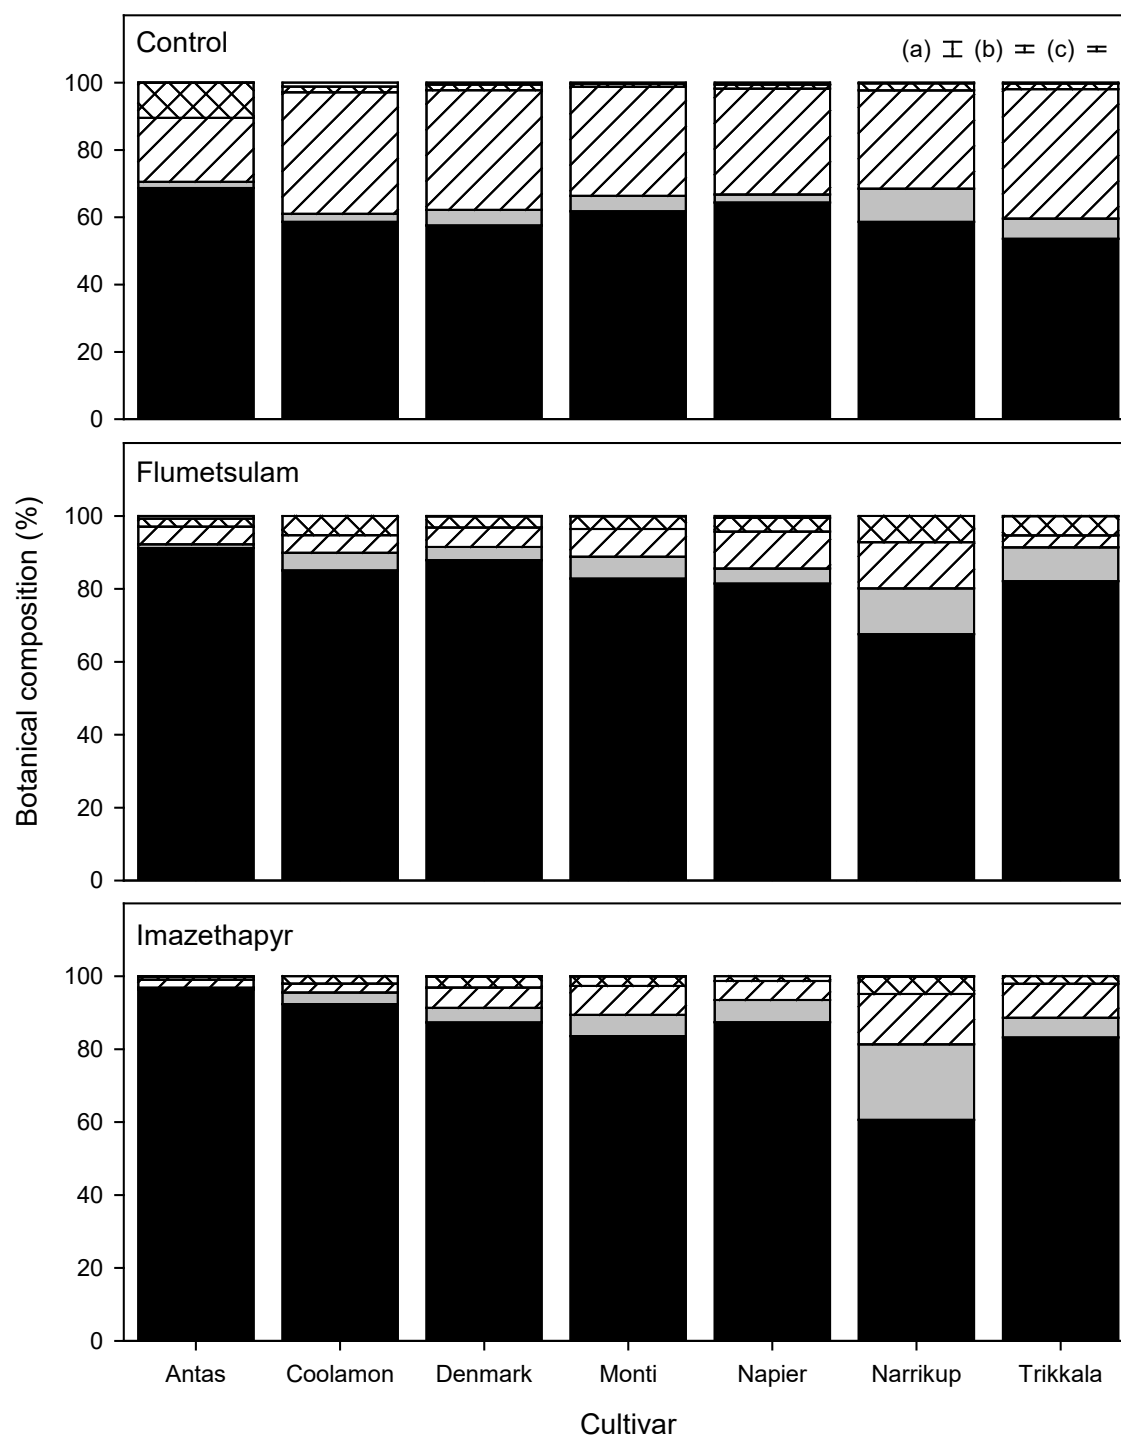 Control
(a) (b) (c)
100
80
60
40
20
0
Flumetsulam
100
80
60
40
20
0
Botanical composition (%)
Imazethapyr
100
80
60
40
20
0
Antas Coolamon Denmark Monti Napier Narrikup Trikkala
Cultivar